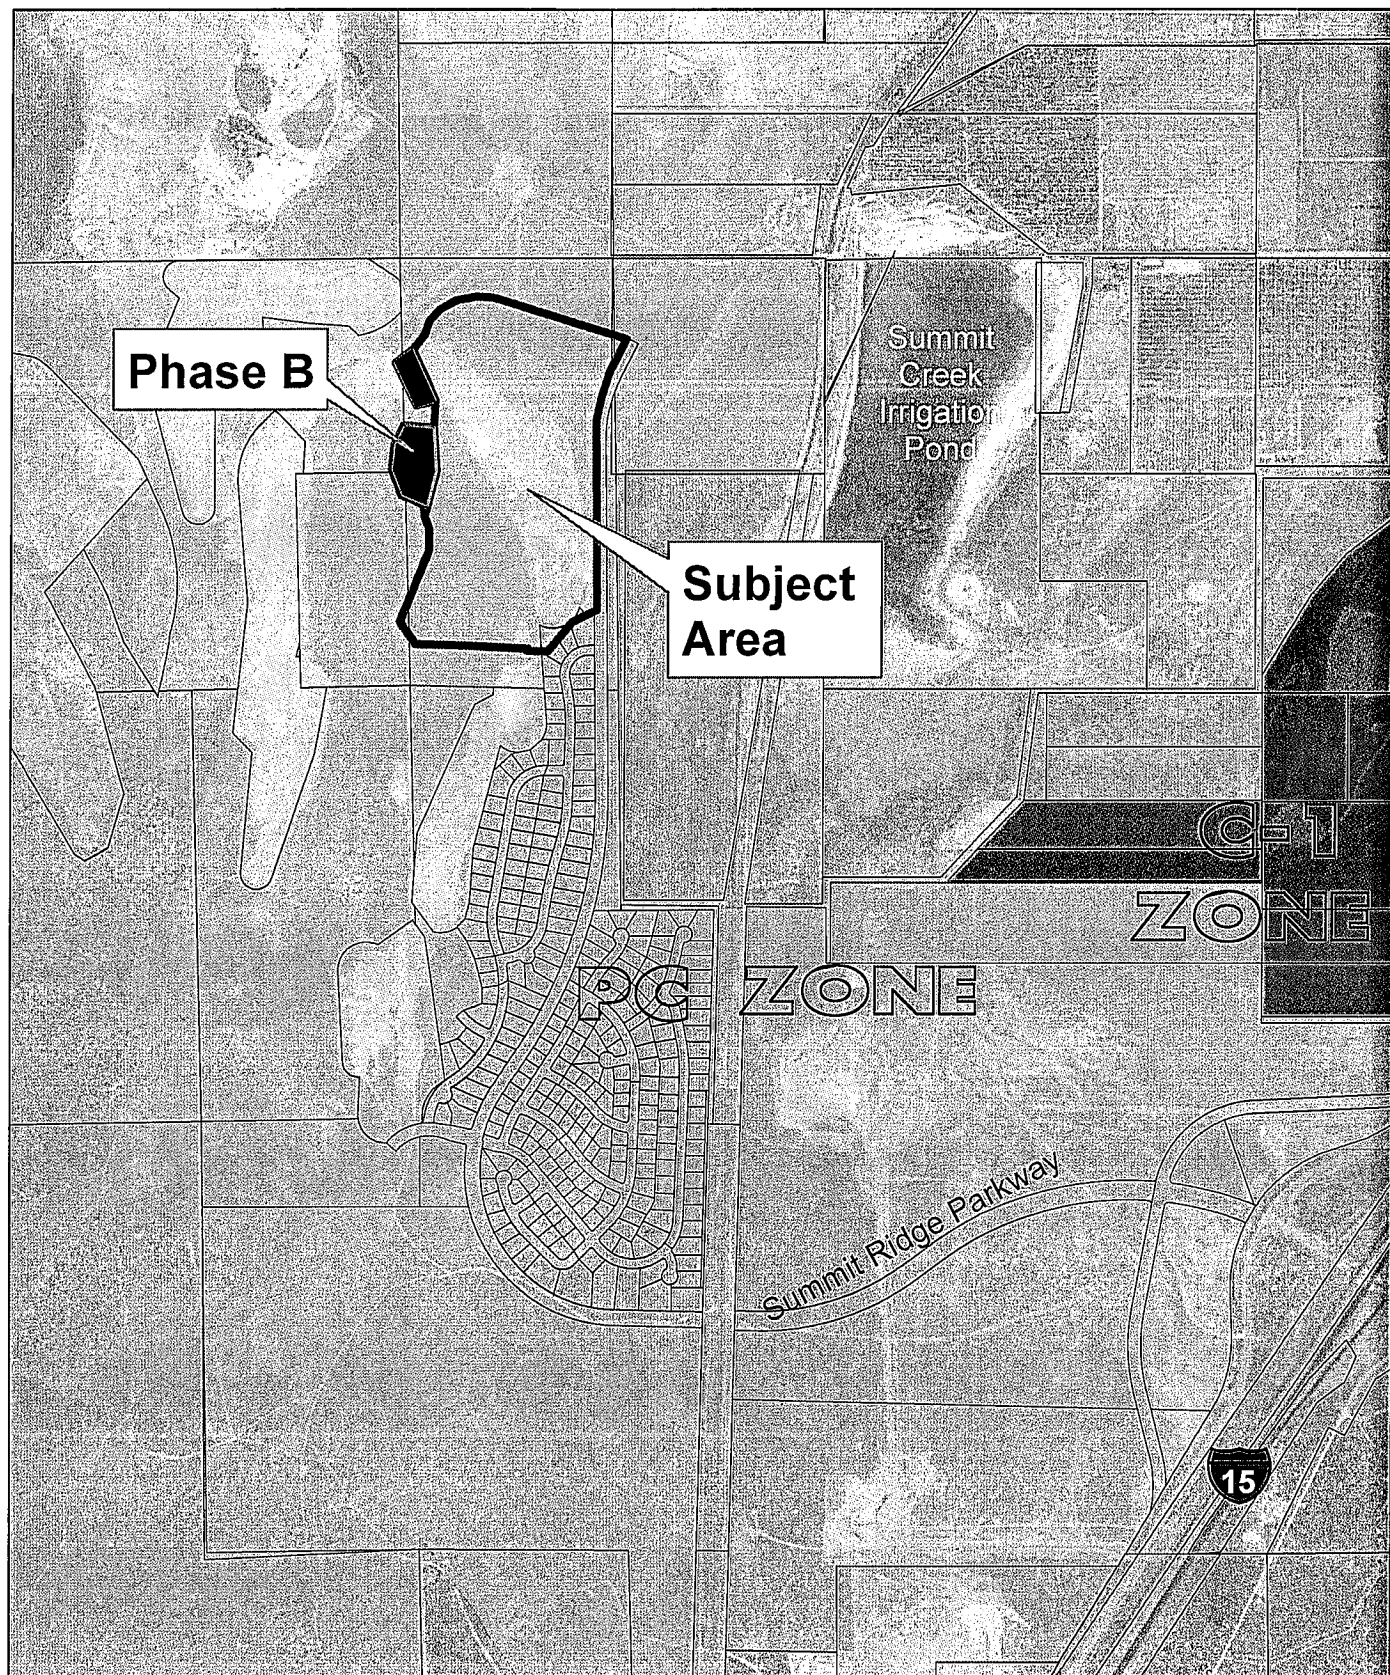 Summit
Creek
Irrigation
Pond
Phase B
Subject
Area
C-1
ZONE
PC ZONE
Summit Ridge Parkway
15